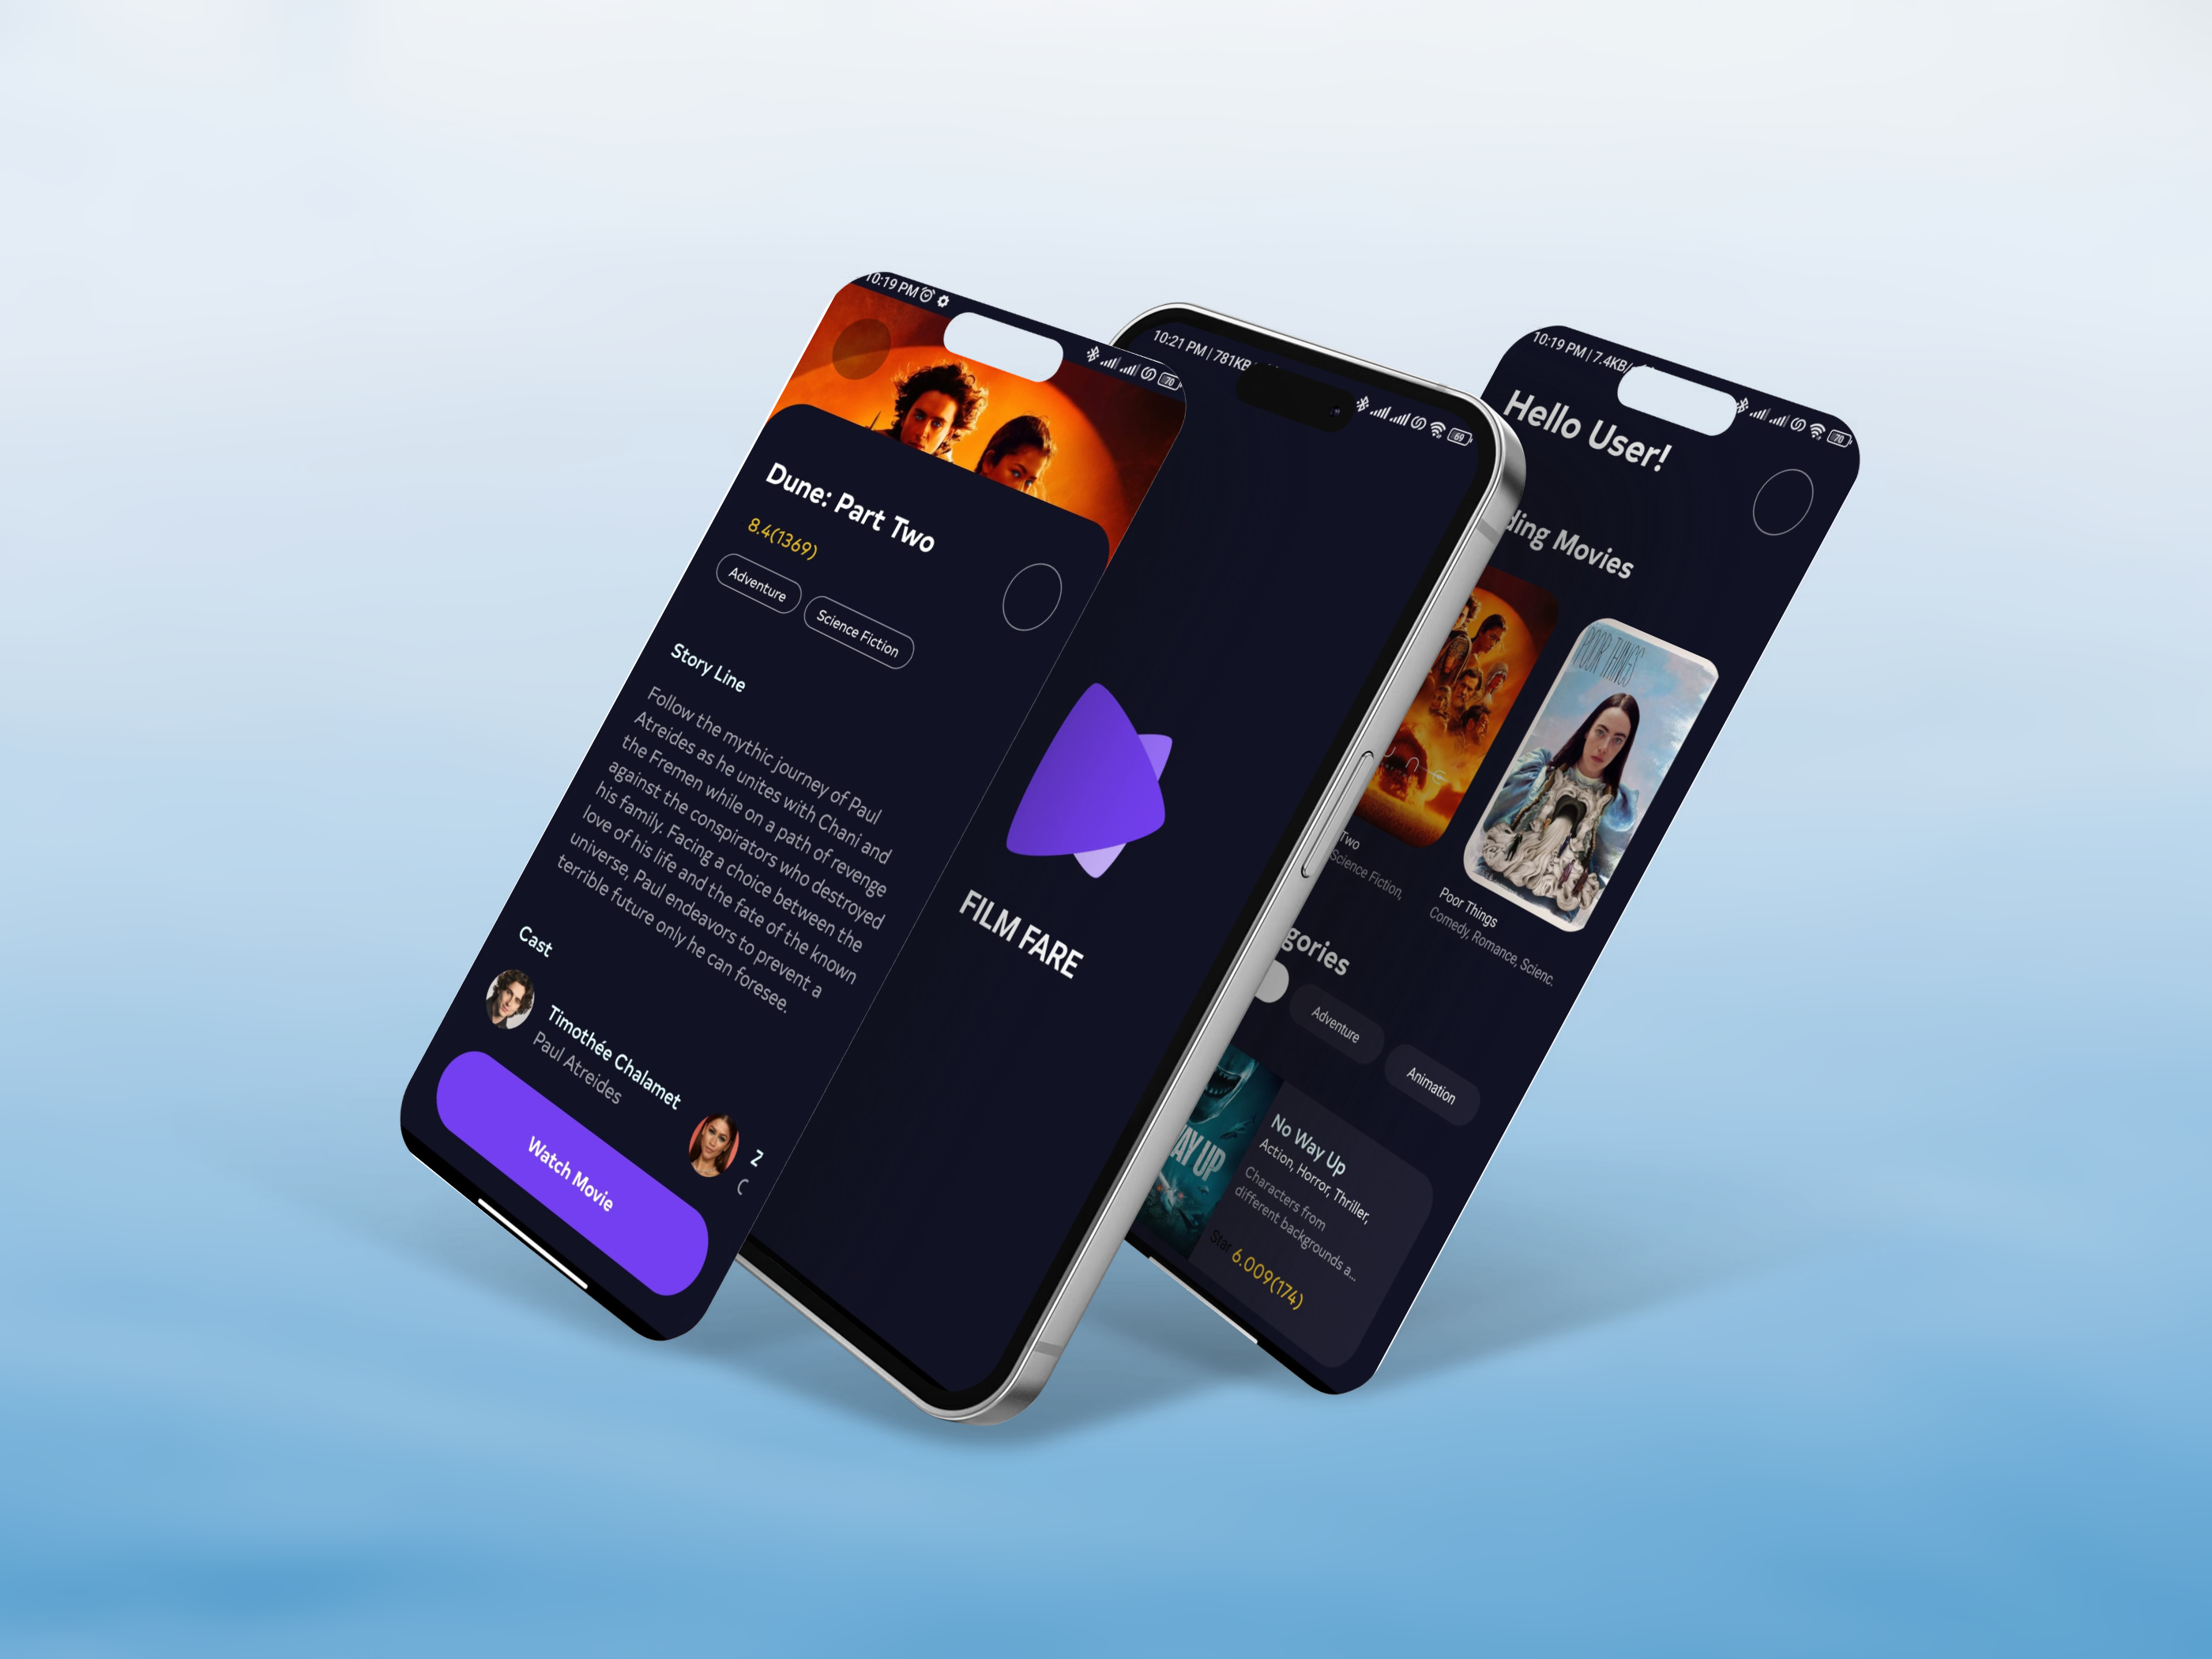 10:19 PM
70
Dune: Part Two
8.4(1369)
Adventure
Science Fiction
Story Line
Follow the mythic journey of Paul
Atreides as he unites with Chani and
the Fremen while on a path of revenge
against the conspirators who destroyed
his family. Facing a choice between the
love of his life and the fate of the known
universe, Paul endeavors to prevent a
terrible future only he can foresee.
Cast
Timothée Chalamet
Paul Atreides
Z
C
Watch Movie
10:21 PM | 781KB/
69
FILM FARE
10:19 PM | 7.4KB/
70
Hello User!
ding Movies
POOR THINGS
Two
Science Fiction,
Poor Things
Comedy, Romance, Scienc.
gories
Adventure
Animation
WAY UP
No Way Up
Action, Horror, Thriller,
Characters from
different backgrounds a...
Star 6.009(174)